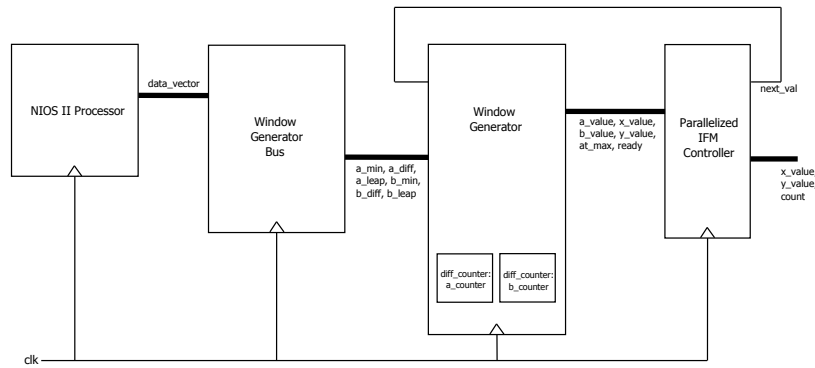 NIOS II Processor
data_vector
Window
Generator
Bus
a_min, a_diff,
a_leap, b_min,
b_diff, b_leap
Window
Generator
diff_counter:
a_counter
diff_counter:
b_counter
a_value, x_value,
b_value, y_value,
at_max, ready
Parallelized
IFM
Controller
next_val
x_value,
y_value,
count
clk